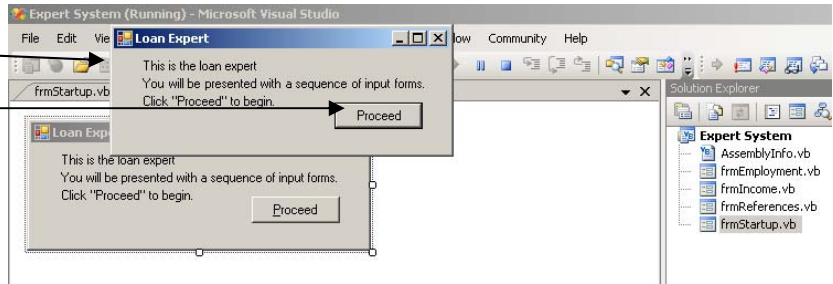 Expert System (Running) - Microsoft Visual Studio
File Edit Vie
Loan Expert
low Community Help
This is the loan expert
You will be presented with a sequence of input forms.
Click "Proceed" to begin.
Proceed
frmStartup.vb
Solution Explorer
Loan Exp
This is the loan expert
You will be presented with a sequence of input forms.
Click "Proceed" to begin.
Proceed
Expert System
AssemblyInfo.vb
frmEmployment.vb
frmIncome.vb
frmReferences.vb
frmStartup.vb